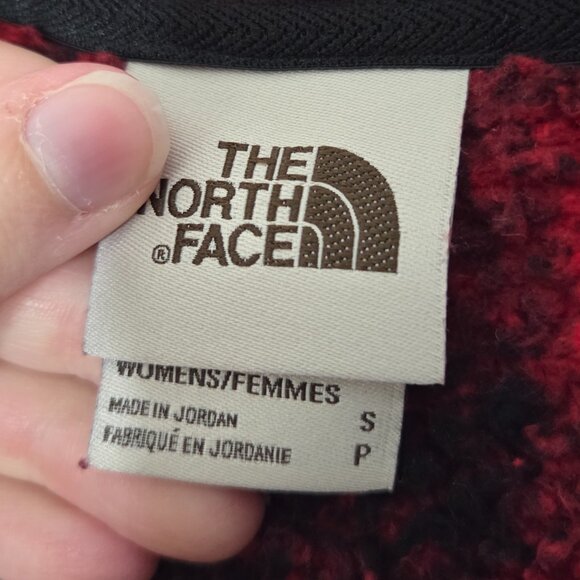 THE
NORTH
® FACE
WOMENS/FEMMES
MADE IN JORDAN S
FABRIQUÉ EN JORDANIE P